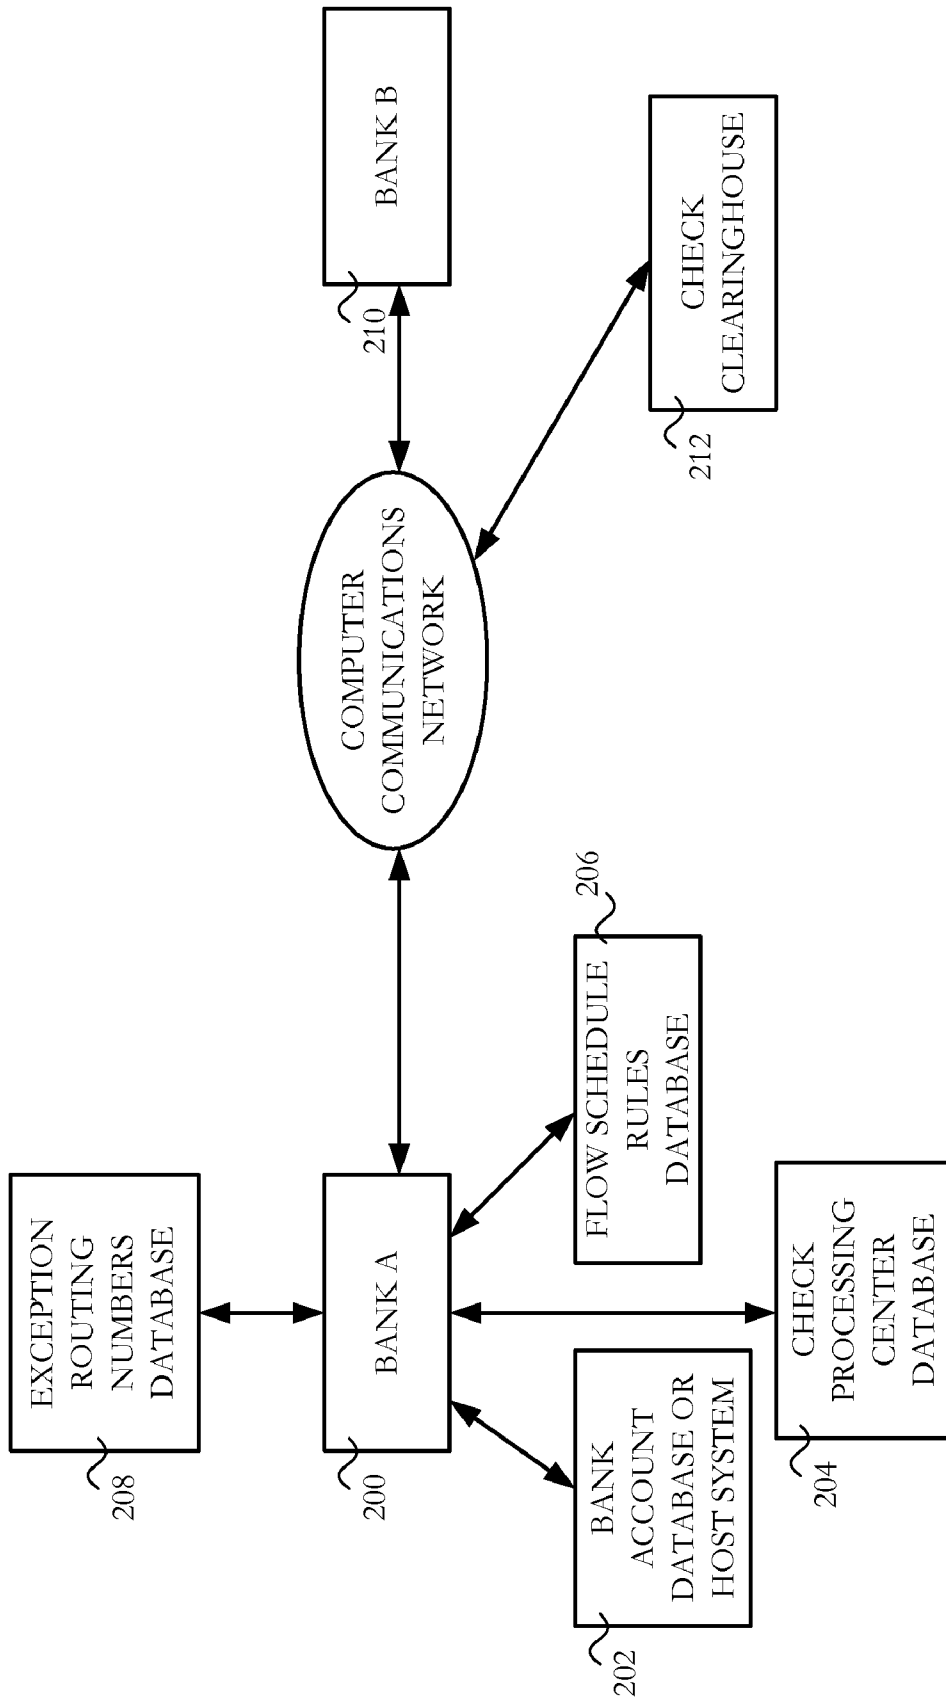 EXCEPTION
ROUTING
NUMBERS
DATABASE
208
BANK A
200
BANK
ACCOUNT
DATABASE OR
HOST SYSTEM
202
CHECK
PROCESSING
CENTER
DATABASE
204
FLOW SCHEDULE
RULES
DATABASE
206
COMPUTER
COMMUNICATIONS
NETWORK
BANK B
210
CHECK
CLEARINGHOUSE
212